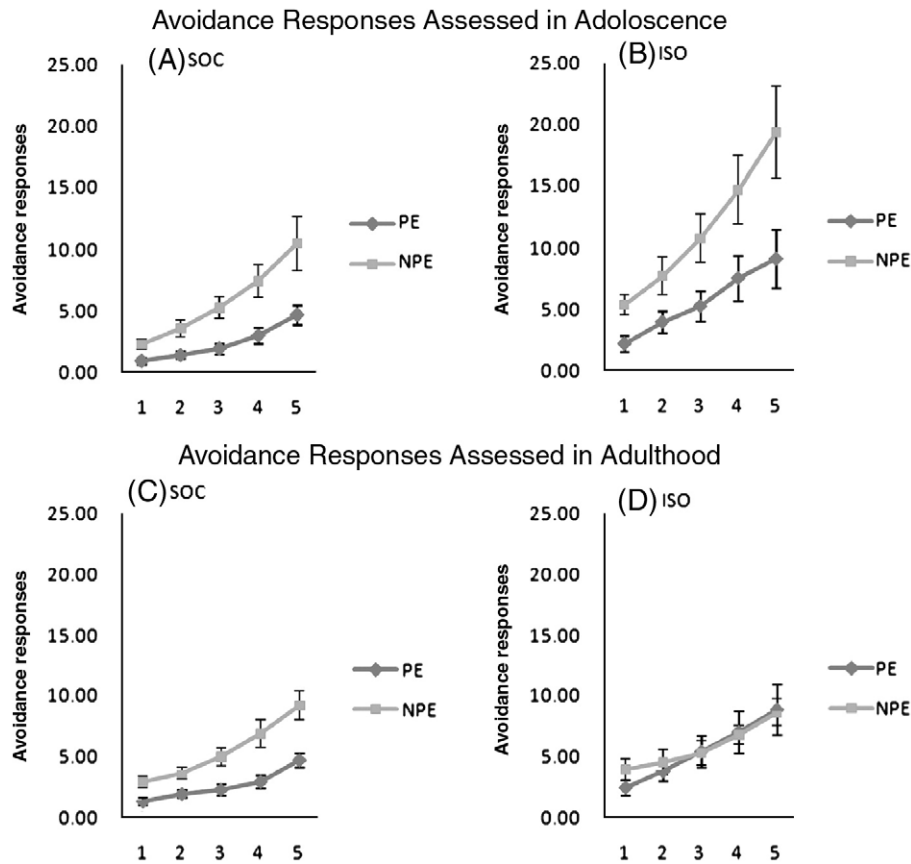 Avoidance Responses Assessed in Adoloscence
(A) SOC
25.00
20.00
15.00
10.00
5.00
0.00
Avoidance responses
1 2 3 4 5
PE
NPE
(B) ISO
25.00
20.00
15.00
10.00
5.00
0.00
Avoidance responses
1 2 3 4 5
PE
NPE
Avoidance Responses Assessed in Adulthood
(C) SOC
25.00
20.00
15.00
10.00
5.00
0.00
Avoidance responses
1 2 3 4 5
PE
NPE
(D) ISO
25.00
20.00
15.00
10.00
5.00
0.00
Avoidance responses
1 2 3 4 5
PE
NPE